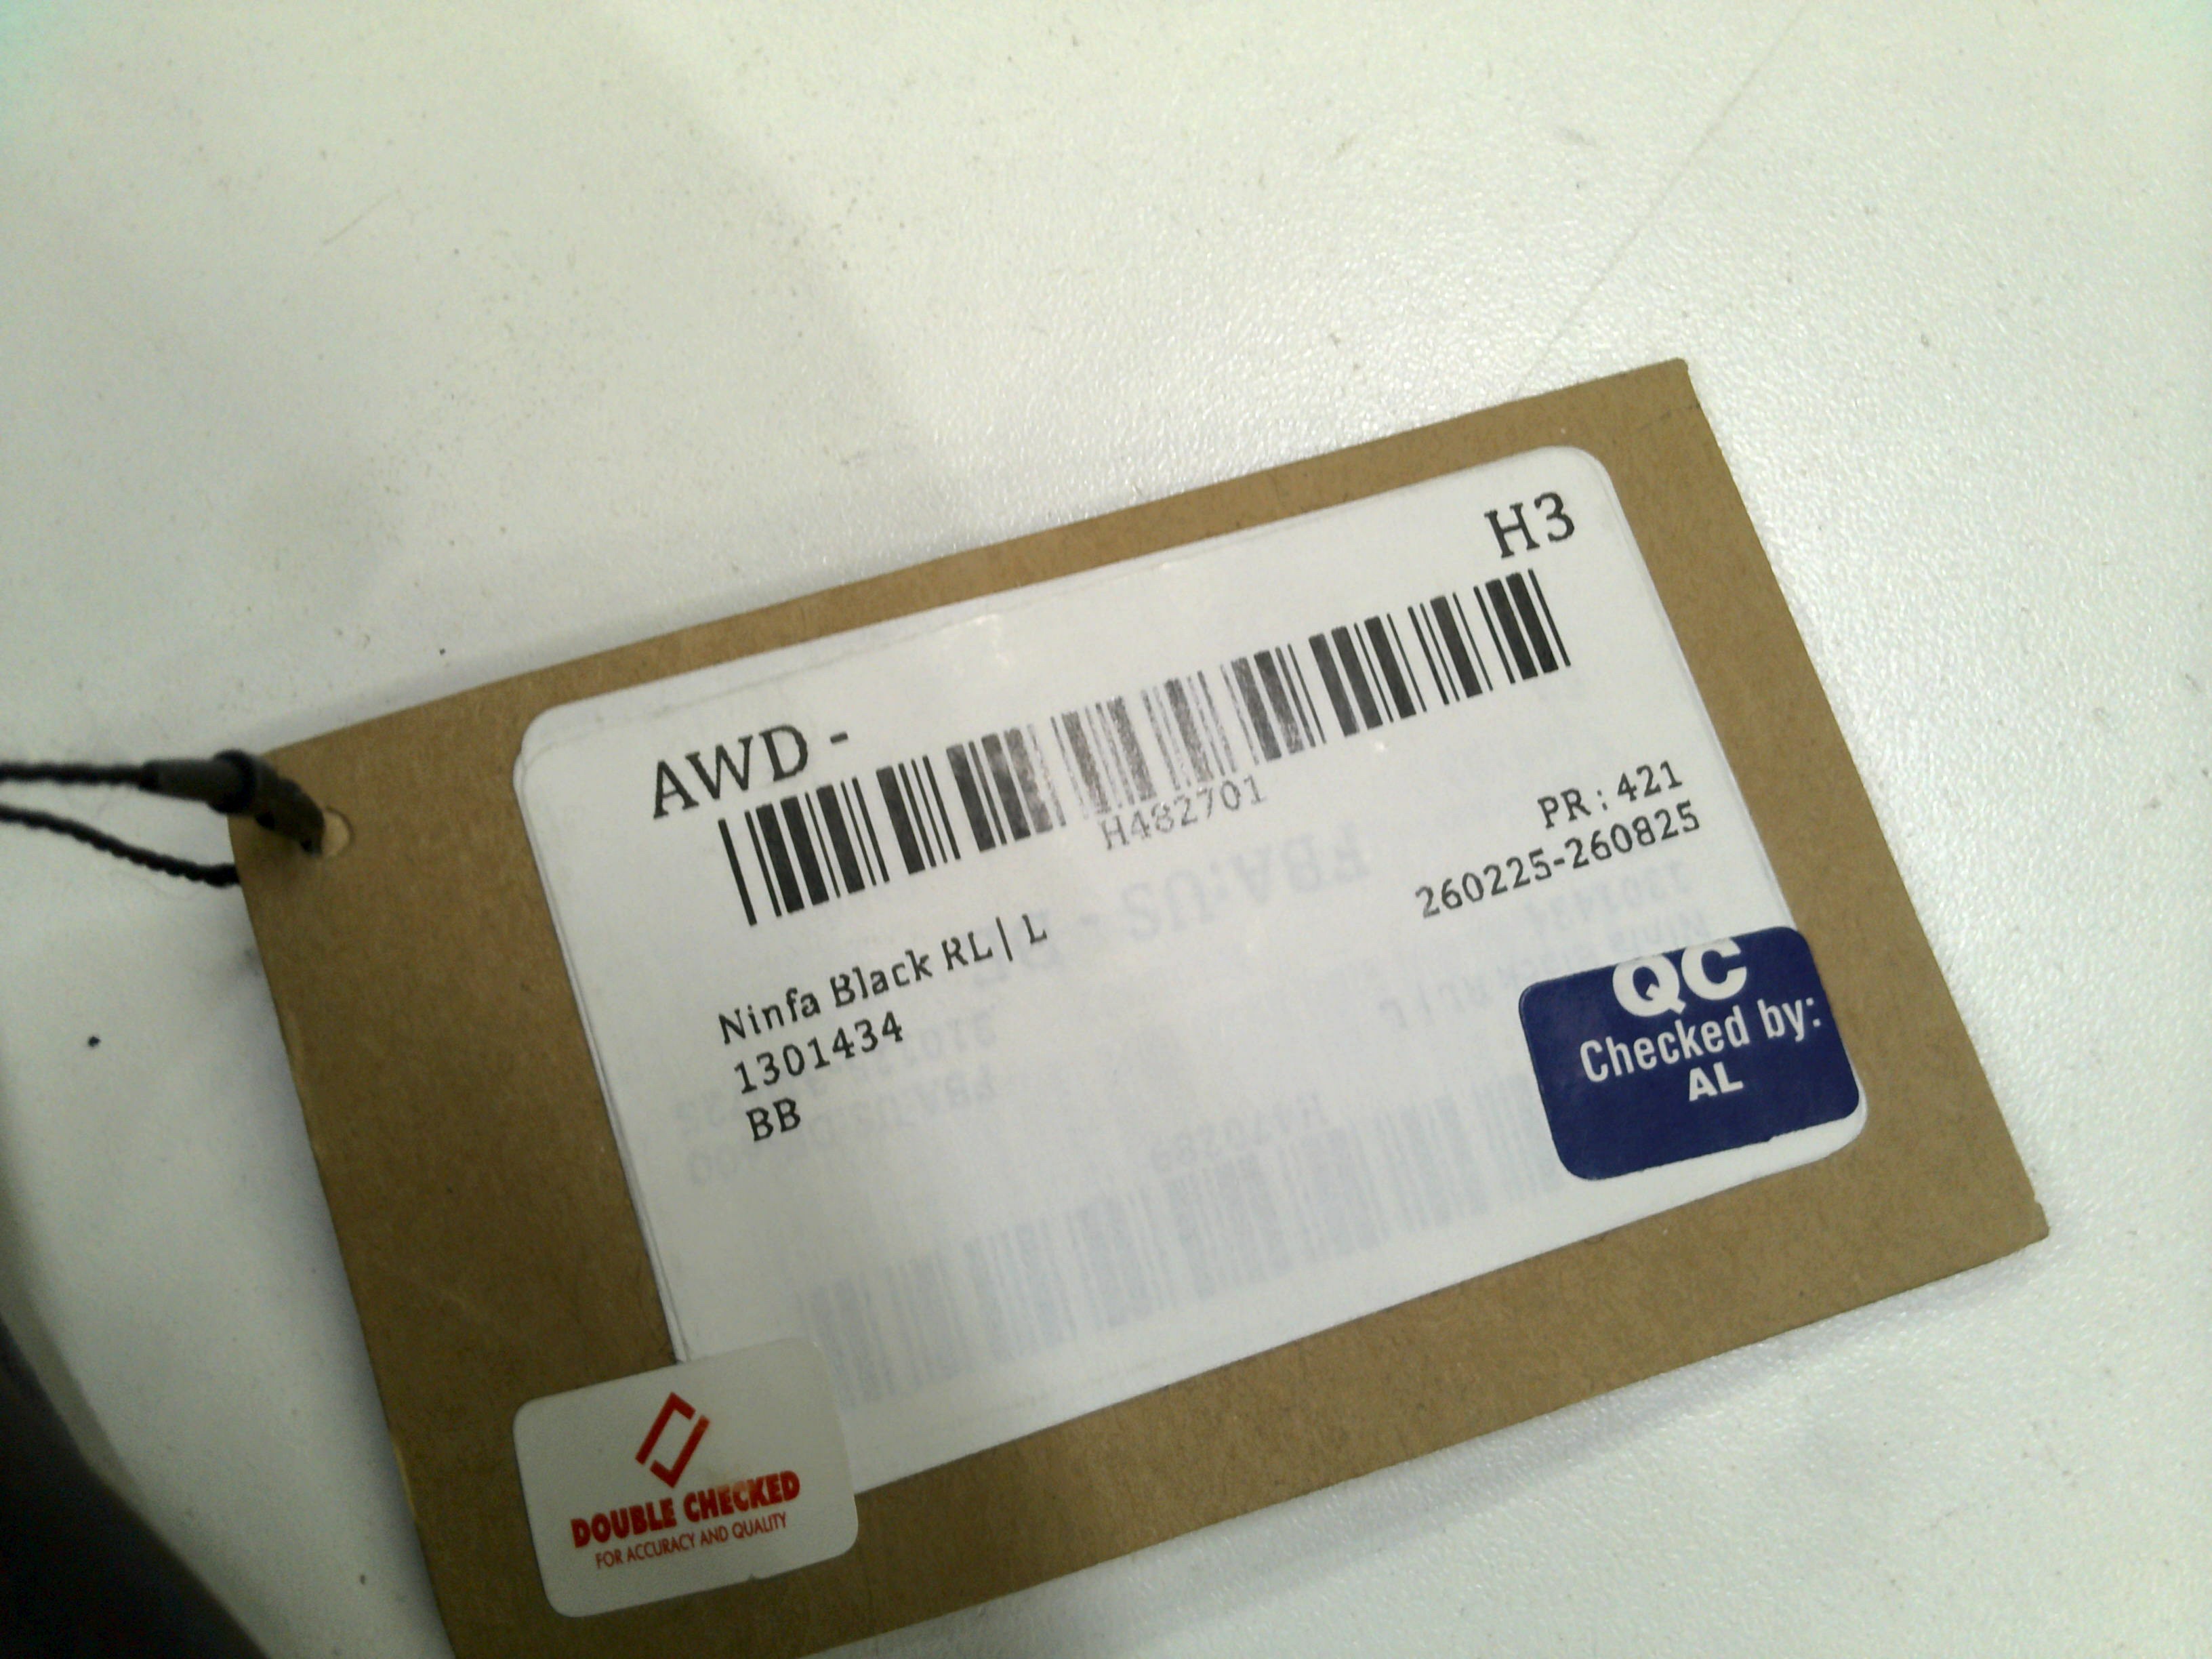 AWD -
H3
H482701
PR : 421
260225-260825
Ninfa Black RL | L
1301434
BB
QC
Checked by:
AL
DOUBLE CHECKED
FOR ACCURACY AND QUALITY